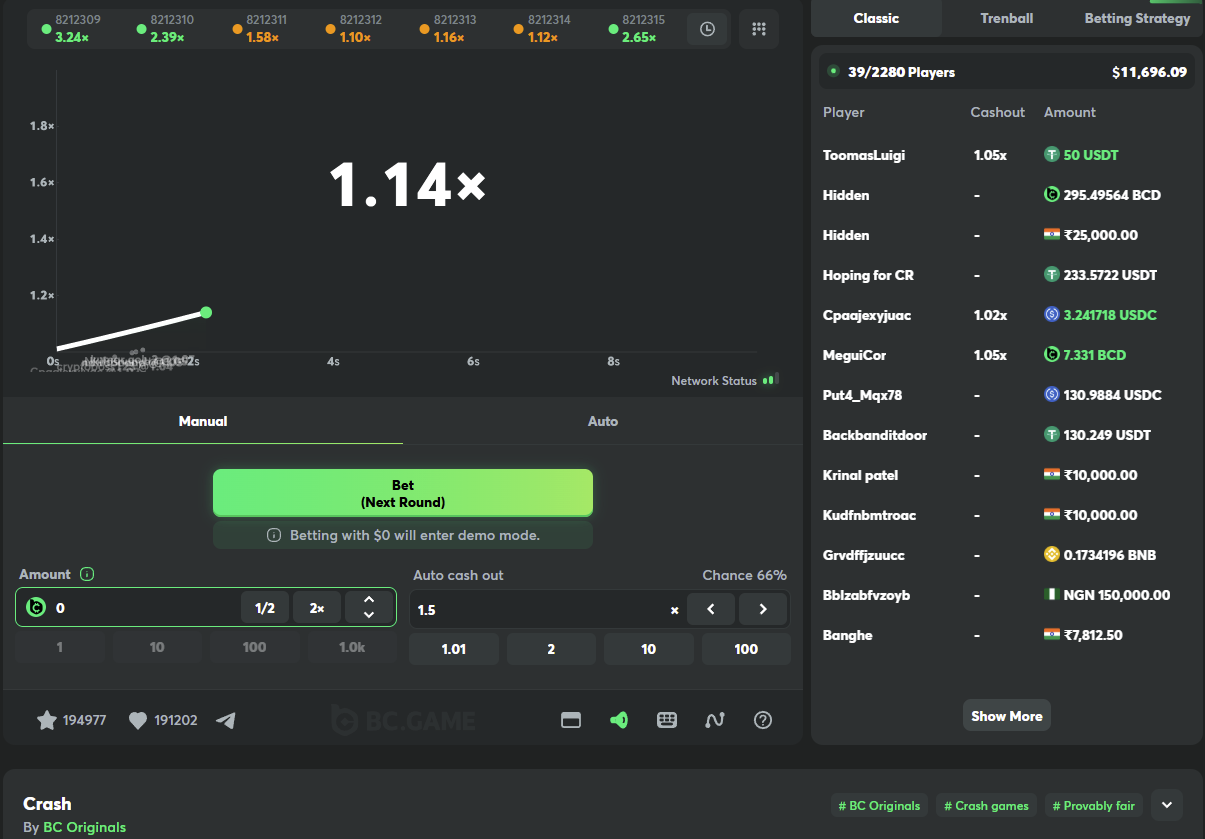 8212309 8212310 8212311 8212312 8212313 8212314 8212315
3.24× 2.39× 1.58× 1.10× 1.16× 1.12× 2.65×
1.8×
1.6×
1.14×
1.4×
1.2×
0s 2s 4s 6s 8s
Network Status
Manual Auto
Bet
(Next Round)
Betting with $0 will enter demo mode.
Amount Auto cash out Chance 66%
0 1/2 2× 1.5 ×
1 10 100 1.0k 1.01 2 10 100
194977 191202 BC.GAME
Classic Trenball Betting Strategy
39/2280 Players $11,696.09
Player Cashout Amount
ToomasLuigi 1.05x 50 USDT
Hidden - 295.49564 BCD
Hidden - ₹25,000.00
Hoping for CR - 233.5722 USDT
Cpaajexyjuac 1.02x 3.241718 USDC
MeguiCor 1.05x 7.331 BCD
Put4_Mqx78 - 130.9884 USDC
Backbanditdoor - 130.249 USDT
Krinal patel - ₹10,000.00
Kudfnbmtroac - ₹10,000.00
Grvdffjzuucc - 0.1734196 BNB
Bblzabfvzoyb - NGN 150,000.00
Banghe - ₹7,812.50
Show More
Crash
By BC Originals
# BC Originals # Crash games # Provably fair